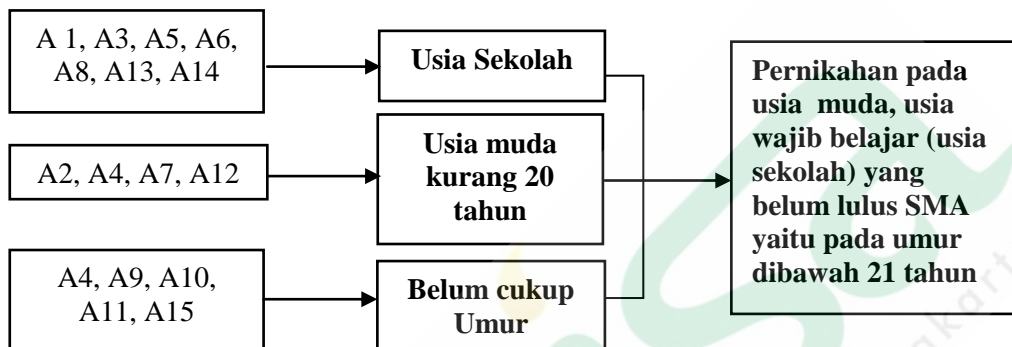 A 1, A3, A5, A6,
A8, A13, A14
Usia Sekolah
A2, A4, A7, A12
Usia muda
kurang 20
tahun
A4, A9, A10,
A11, A15
Belum cukup
Umur
Pernikahan pada
usia muda, usia
wajib belajar (usia
sekolah) yang
belum lulus SMA
yaitu pada umur
dibawah 21 tahun